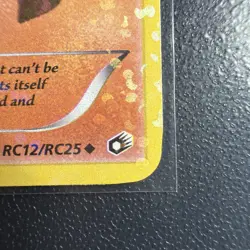 t can't be
ts itself
d and
RC12/RC25